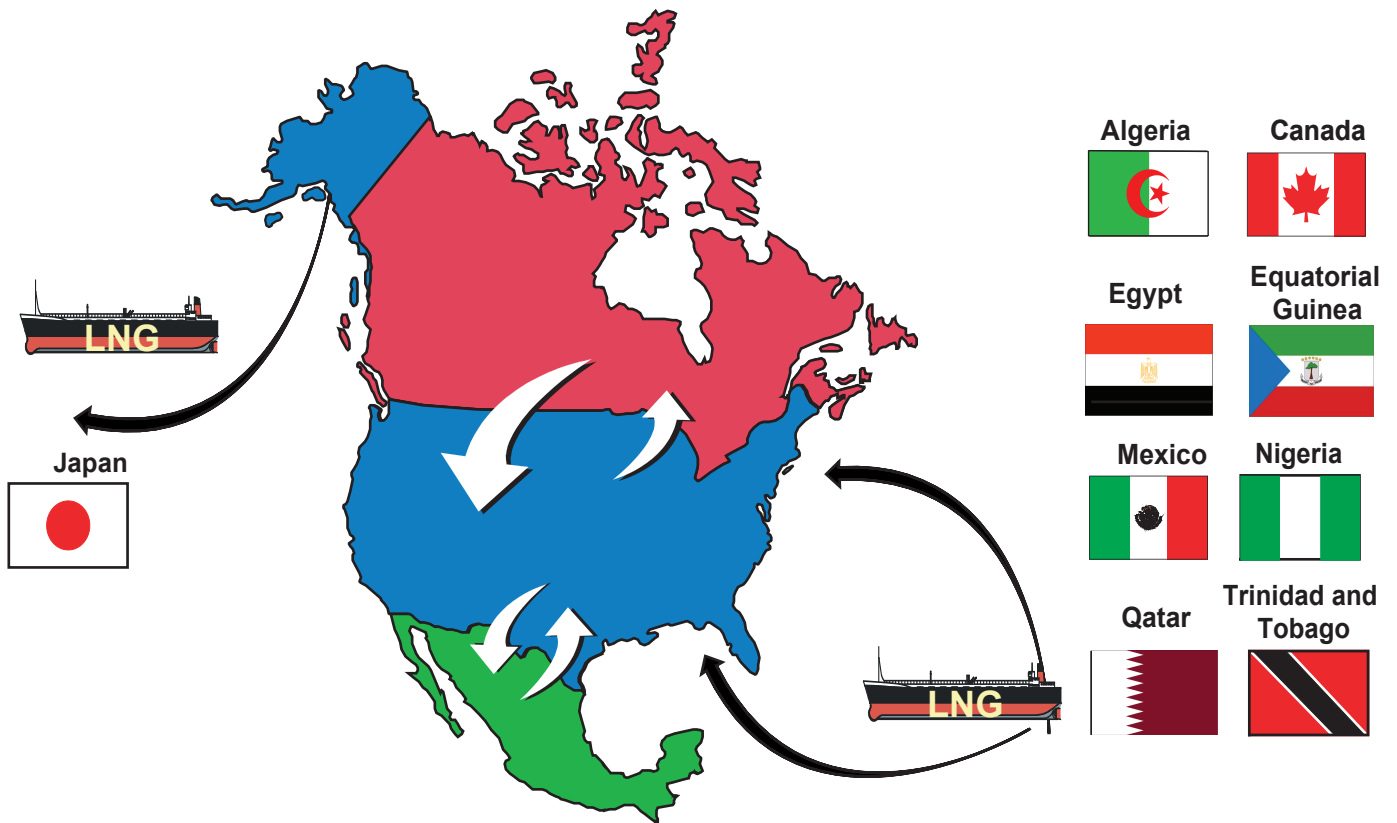 Algeria
Canada
Egypt
Equatorial
Guinea
LNG
Japan
Mexico
Nigeria
Qatar
Trinidad and
Tobago
LNG